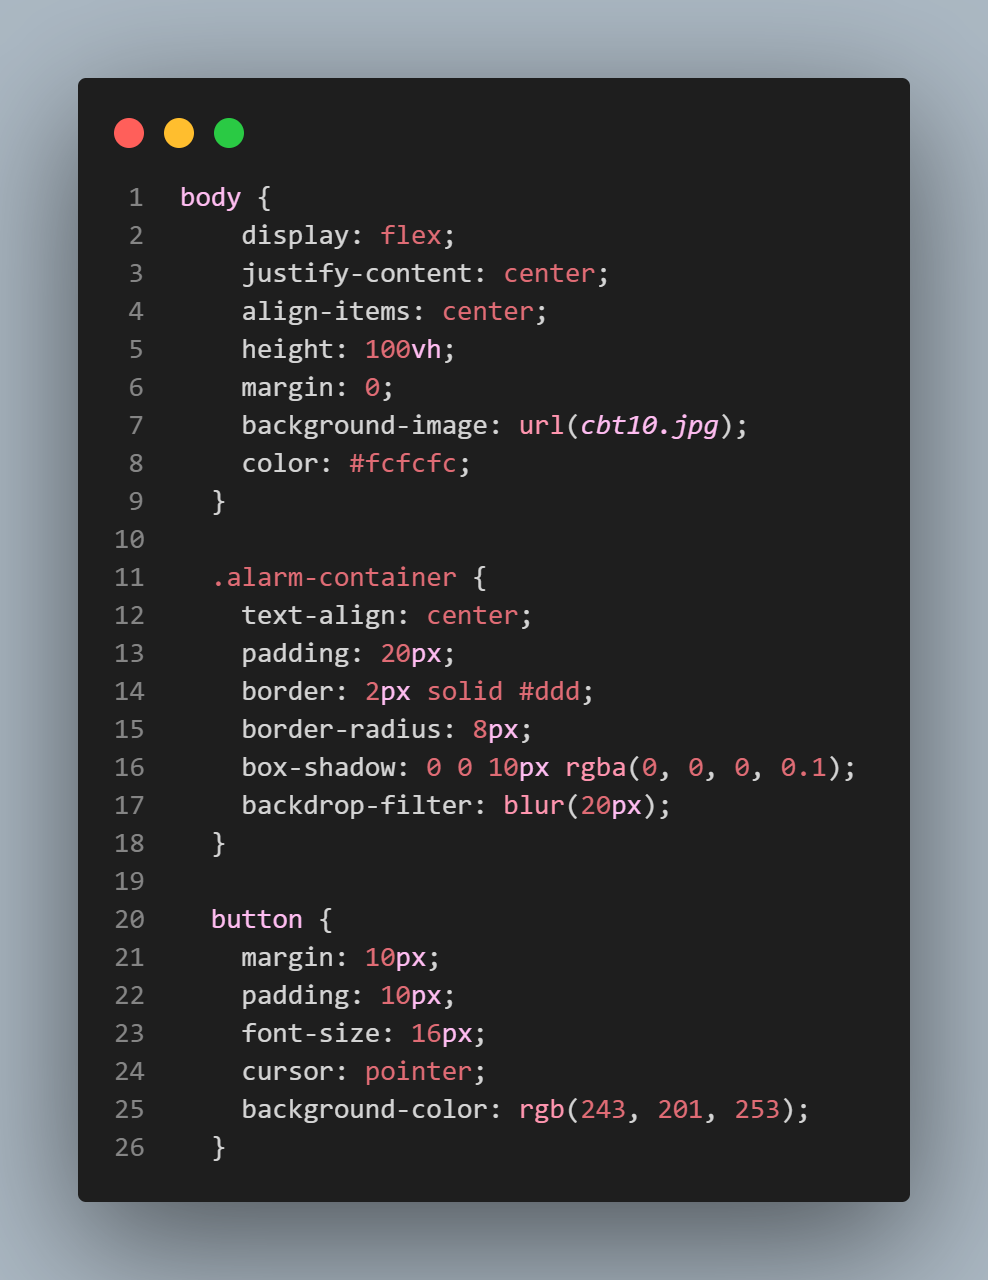 1 body {
2     display: flex;
3     justify-content: center;
4     align-items: center;
5     height: 100vh;
6     margin: 0;
7     background-image: url(cbt10.jpg);
8     color: #fcfcfc;
9   }
10
11   .alarm-container {
12     text-align: center;
13     padding: 20px;
14     border: 2px solid #ddd;
15     border-radius: 8px;
16     box-shadow: 0 0 10px rgba(0, 0, 0, 0.1);
17     backdrop-filter: blur(20px);
18   }
19
20   button {
21     margin: 10px;
22     padding: 10px;
23     font-size: 16px;
24     cursor: pointer;
25     background-color: rgb(243, 201, 253);
26   }